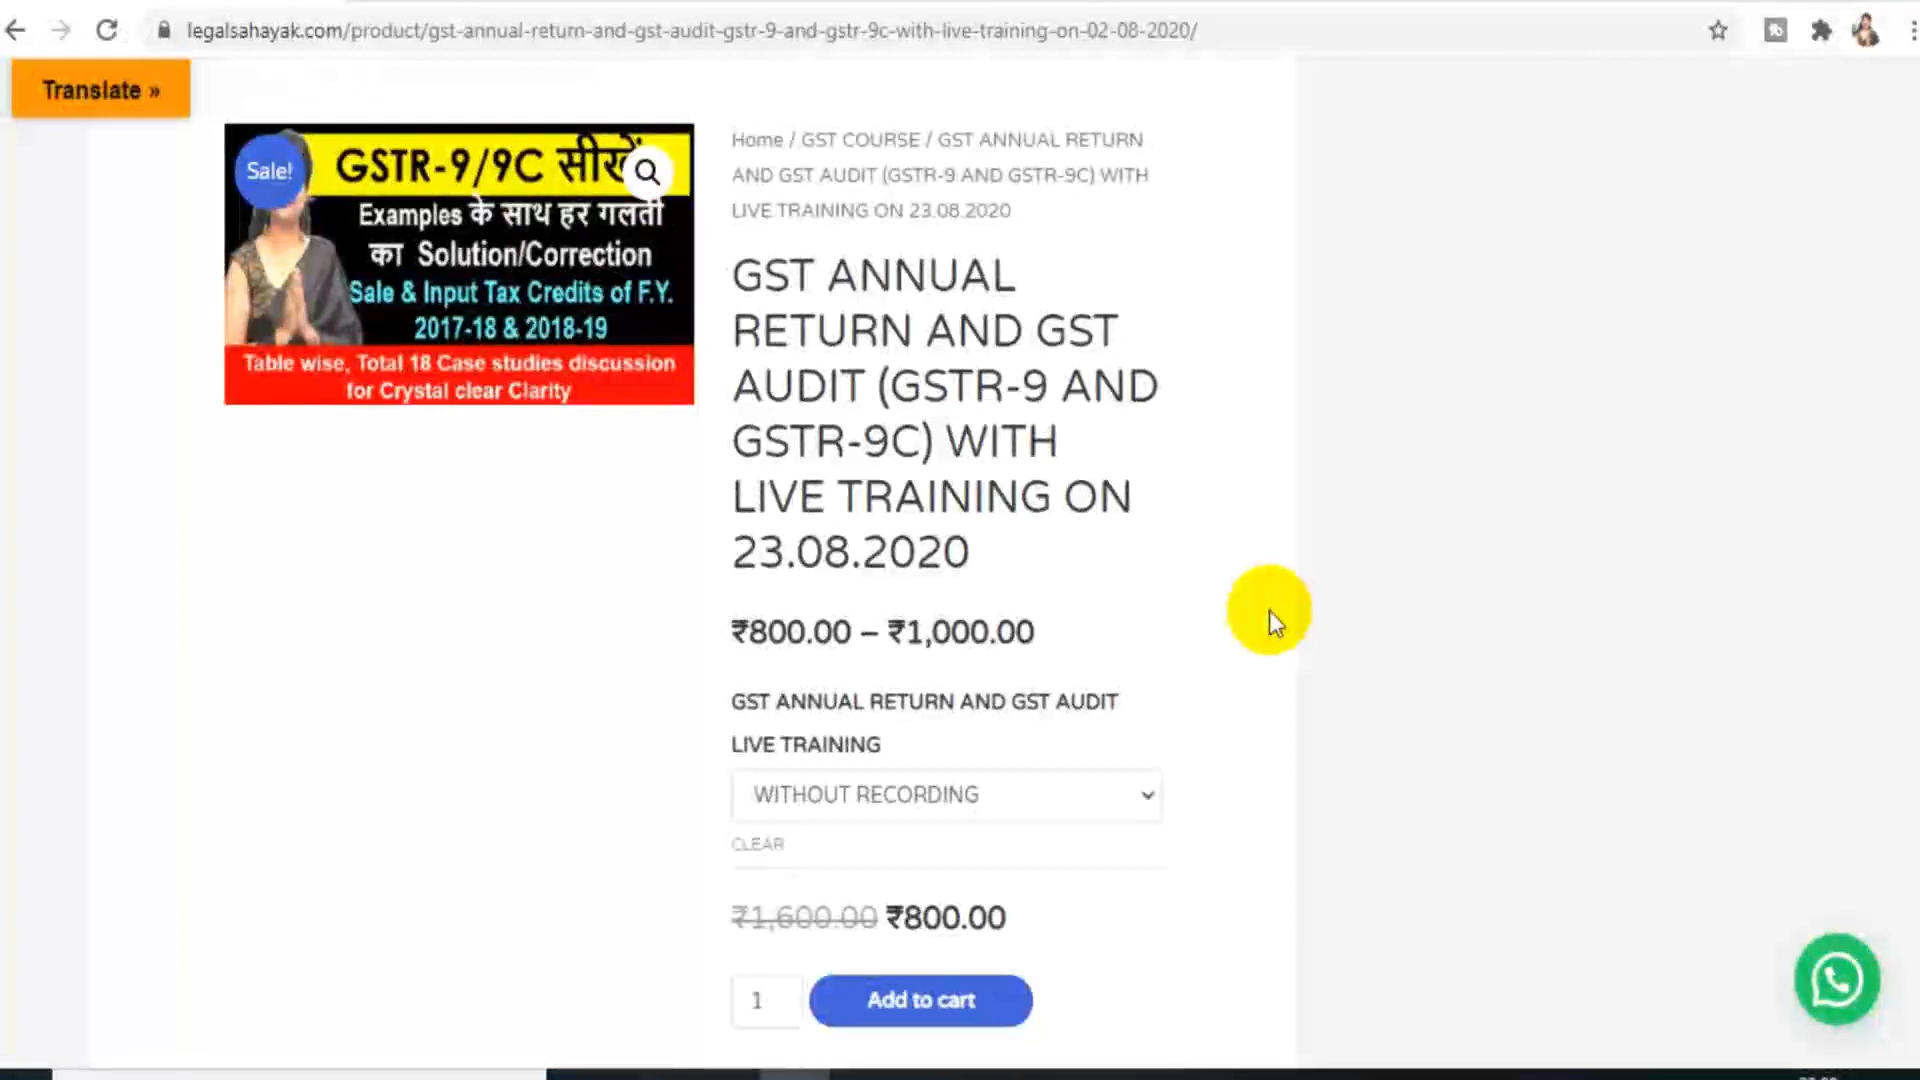 legalsahayak.com/product/gst-annual-return-and-gst-audit-gstr-9-and-gstr-9c-with-live-training-on-02-08-2020/
Translate »
Sale!
GSTR-9/9C सीखें
Examples के साथ हर गलती
का Solution/Correction
Sale & Input Tax Credits of F.Y.
2017-18 & 2018-19
Table wise, Total 18 Case studies discussion
for Crystal clear Clarity
Home / GST COURSE / GST ANNUAL RETURN
AND GST AUDIT (GSTR-9 AND GSTR-9C) WITH
LIVE TRAINING ON 23.08.2020
GST ANNUAL
RETURN AND GST
AUDIT (GSTR-9 AND
GSTR-9C) WITH
LIVE TRAINING ON
23.08.2020
₹800.00 – ₹1,000.00
GST ANNUAL RETURN AND GST AUDIT
LIVE TRAINING
WITHOUT RECORDING
CLEAR
₹1,600.00 ₹800.00
1 Add to cart